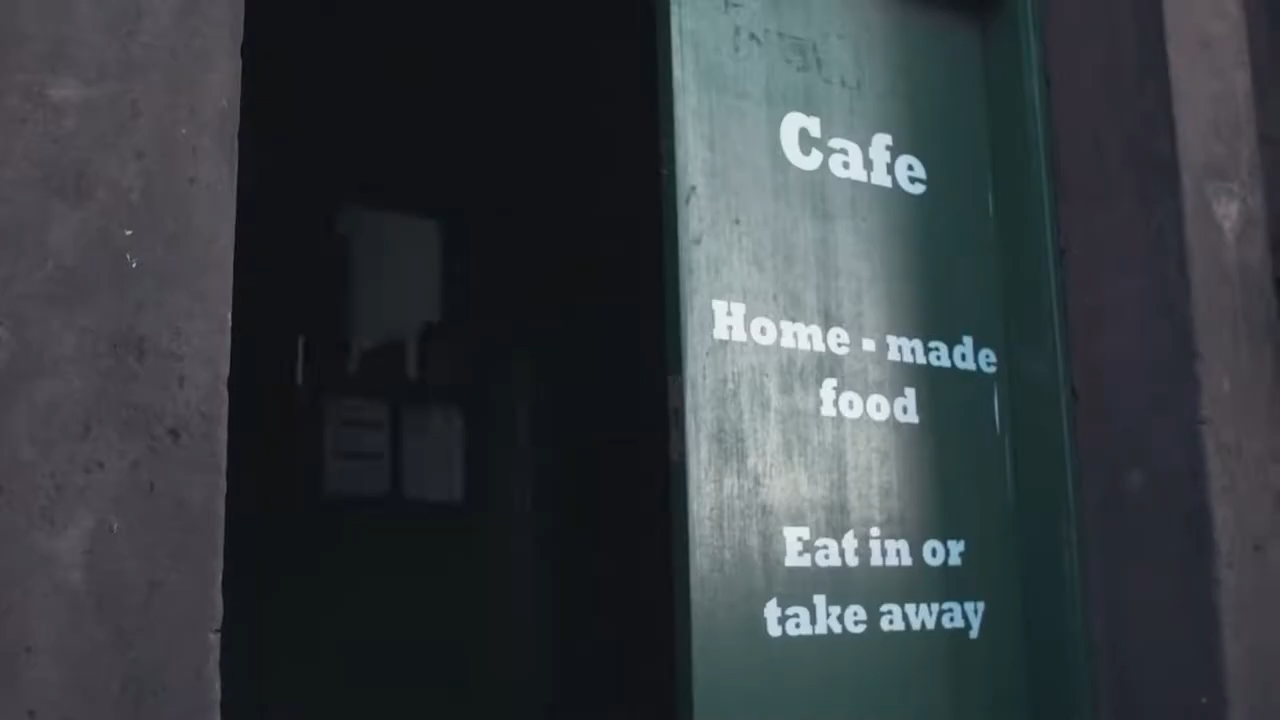 Cafe
Home - made
food
Eat in or
take away